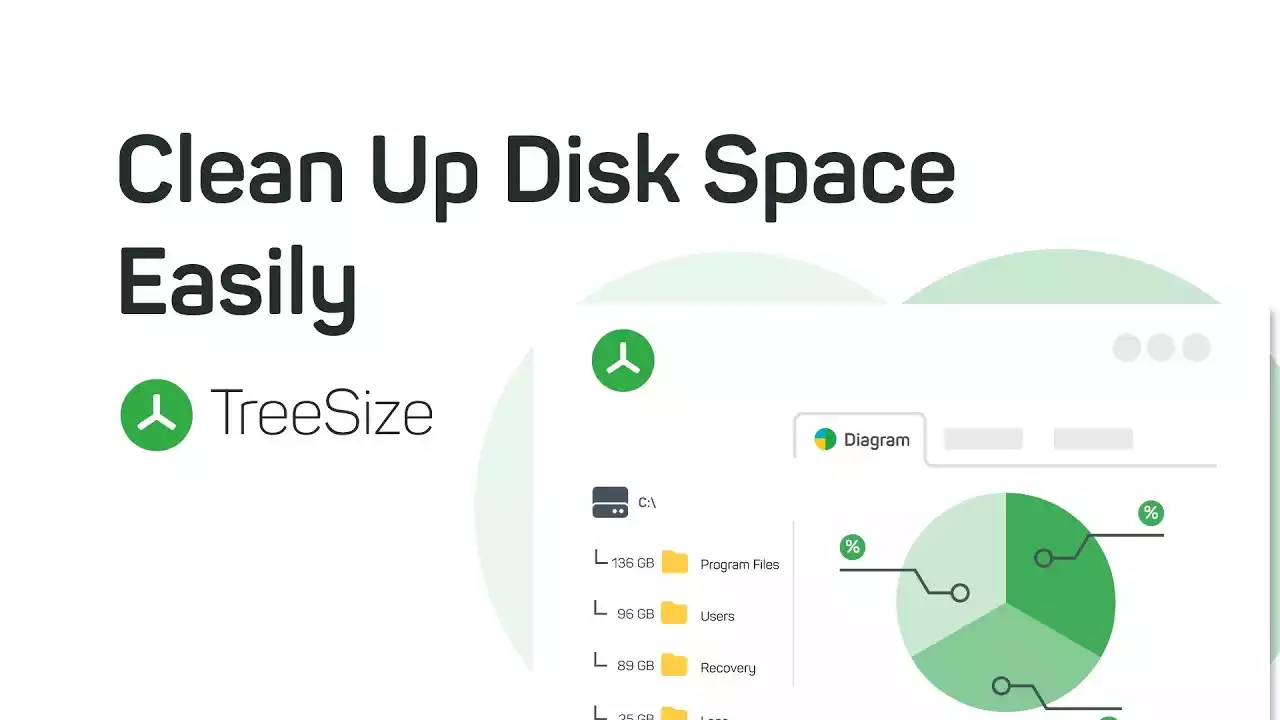 Clean Up Disk Space
Easily
TreeSize
Diagram
C:\
%
%
136 GB Program Files
96 GB Users
89 GB Recovery